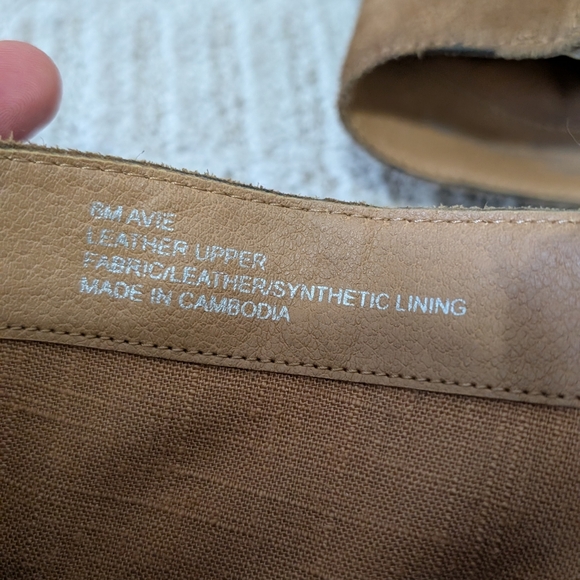 6M AVIE
LEATHER UPPER
FABRIC/LEATHER/SYNTHETIC LINING
MADE IN CAMBODIA